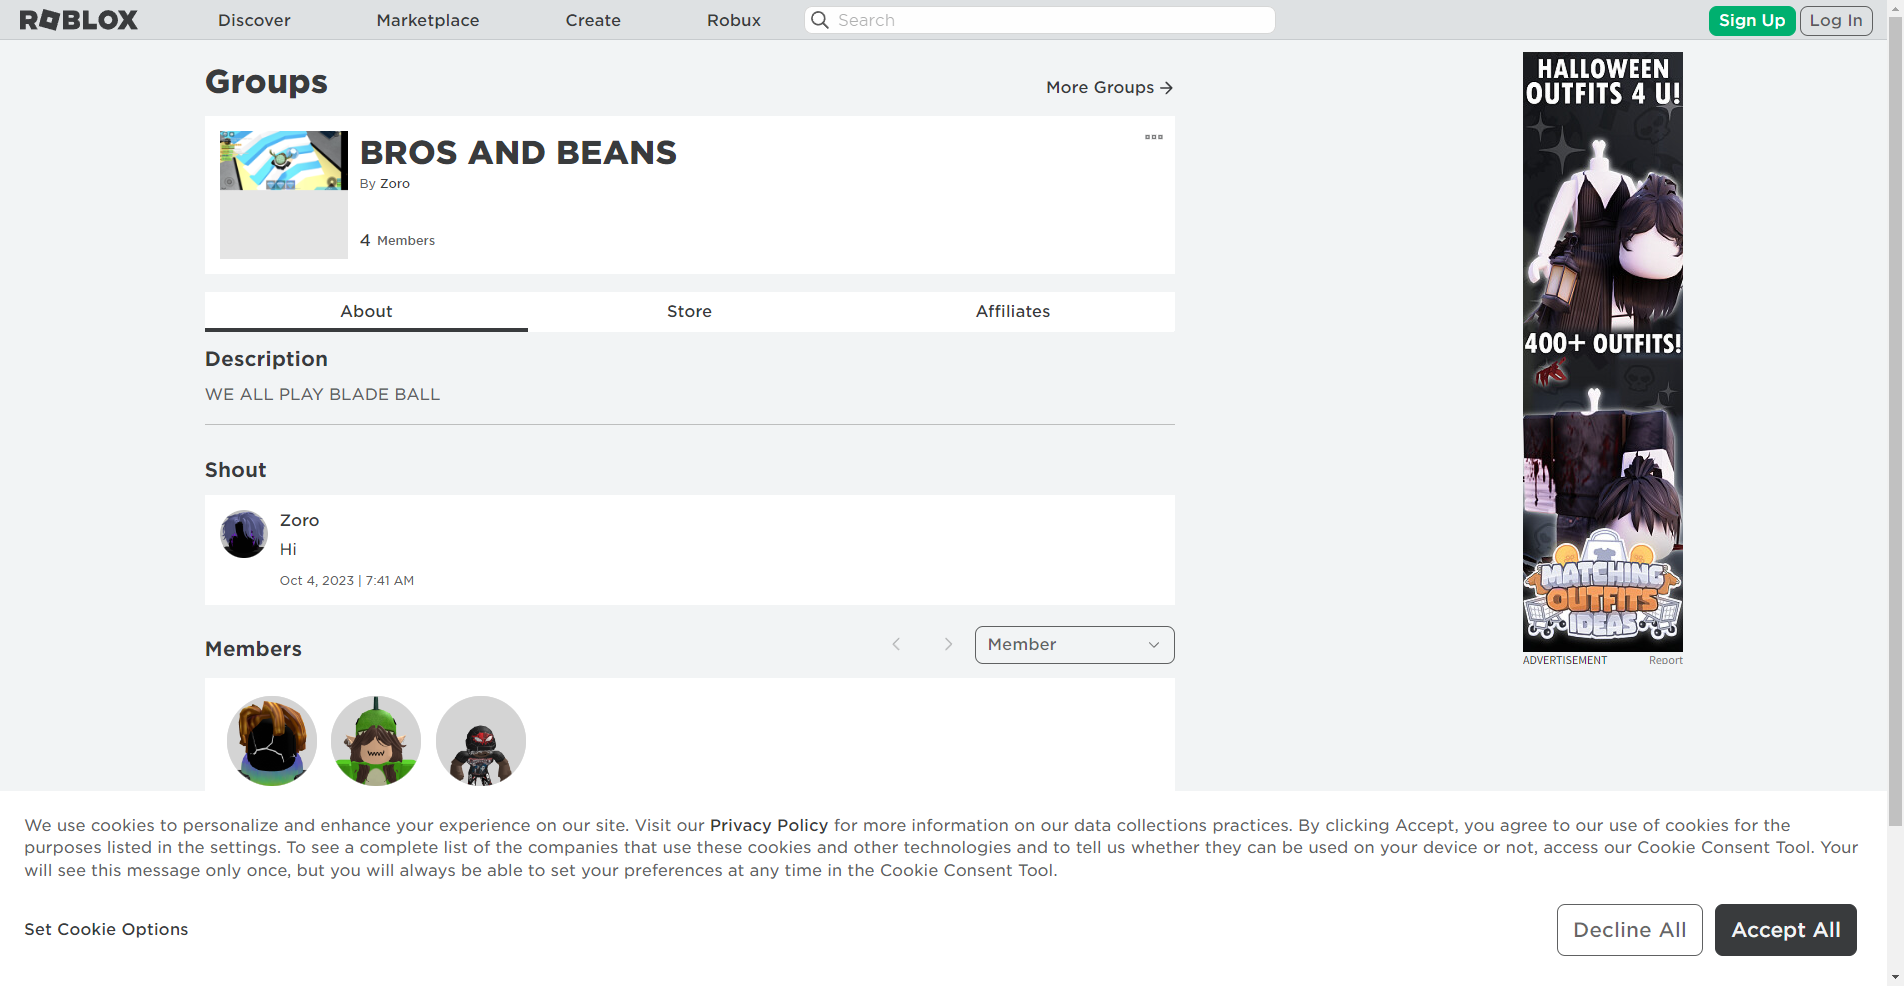 ROBLOX
Discover
Marketplace
Create
Robux
Search
Sign Up
Log In
Groups
More Groups
BROS AND BEANS
By Zoro
4 Members
About
Store
Affiliates
Description
WE ALL PLAY BLADE BALL
Shout
Zoro
Hi
Oct 4, 2023 | 7:41 AM
Members
Member
HALLOWEEN
OUTFITS 4 U!
400+ OUTFITS!
MATCHING
OUTFITS
IDEAS
ADVERTISEMENT
Report
We use cookies to personalize and enhance your experience on our site. Visit our Privacy Policy for more information on our data collections practices. By clicking Accept, you agree to our use of cookies for the
purposes listed in the settings. To see a complete list of the companies that use these cookies and other technologies and to tell us whether they can be used on your device or not, access our Cookie Consent Tool. Your
will see this message only once, but you will always be able to set your preferences at any time in the Cookie Consent Tool.
Set Cookie Options
Decline All
Accept All